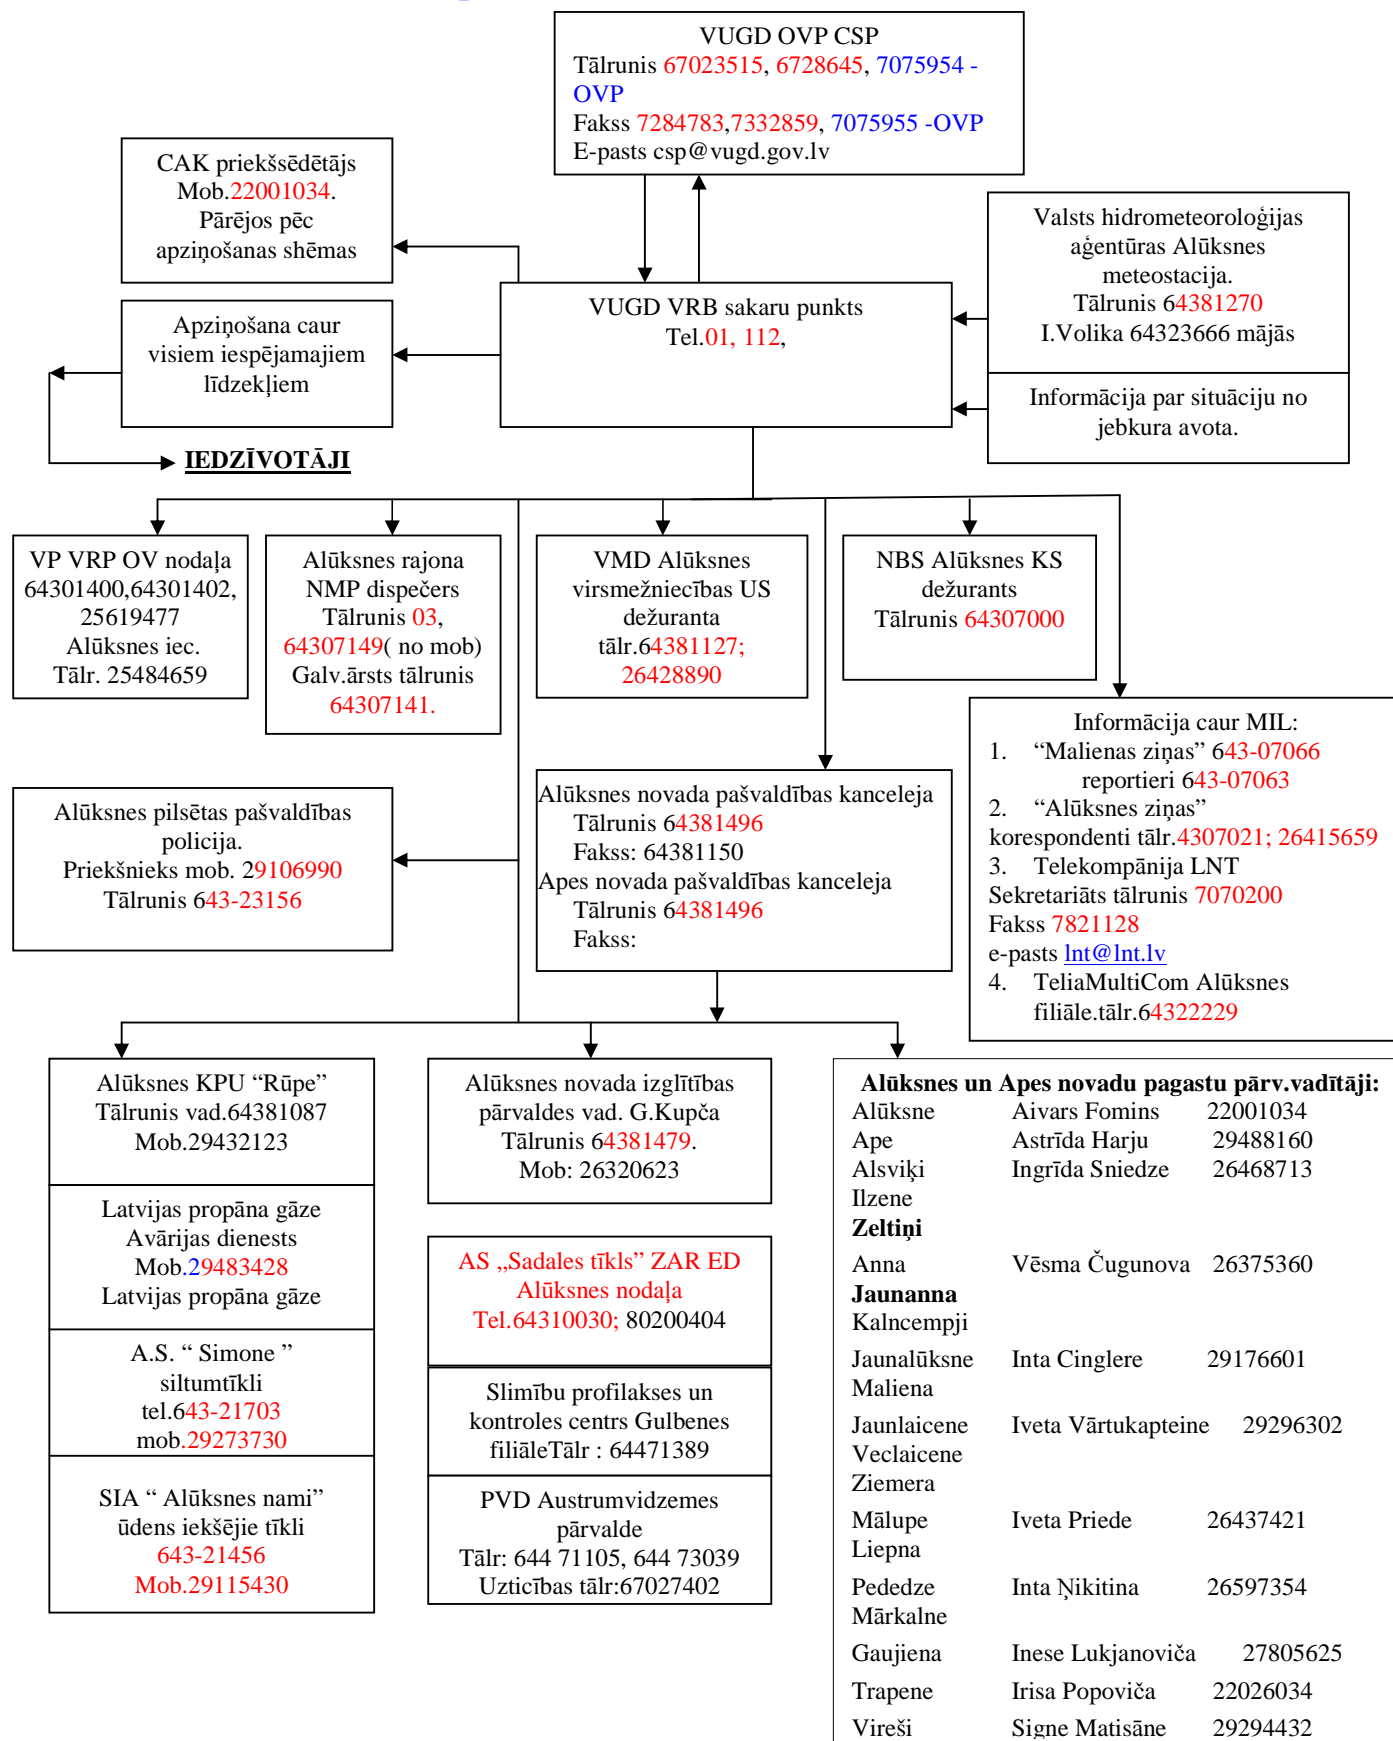 VUGD OVP CSP
Tālrunis 67023515, 6728645, 7075954 -
OVP
Fakss 7284783,7332859, 7075955 -OVP
E-pasts csp@vugd.gov.lv
CAK priekšsēdētājs
Mob.22001034.
Pārējos pēc
apziņošanas shēmas
Valsts hidrometeoroloģijas
aģentūras Alūksnes
meteostacija.
Tālrunis 64381270
I.Volika 64323666 mājās
VUGD VRB sakaru punkts
Tel.01, 112,
Apziņošana caur
visiem iespējamajiem
līdzekļiem
Informācija par situāciju no
jebkura avota.
IEDZĪVOTĀJI
VP VRP OV nodaļa
64301400,64301402,
25619477
Alūksnes iec.
Tālr. 25484659
Alūksnes rajona
NMP dispečers
Tālrunis 03,
64307149( no mob)
Galv.ārsts tālrunis
64307141.
VMD Alūksnes
virsmežniecības US
dežuranta
tālr.64381127;
26428890
NBS Alūksnes KS
dežurants
Tālrunis 64307000
Informācija caur MIL:
1. “Malienas ziņas” 643-07066
reportieri 643-07063
2. “Alūksnes ziņas”
korespondenti tālr.4307021; 26415659
3. Telekompānija LNT
Sekretariāts tālrunis 7070200
Fakss 7821128
e-pasts lnt@lnt.lv
4. TeliaMultiCom Alūksnes
filiāle.tālr.64322229
Alūksnes pilsētas pašvaldības
policija.
Priekšnieks mob. 29106990
Tālrunis 643-23156
Alūksnes novada pašvaldības kanceleja
Tālrunis 64381496
Fakss: 64381150
Apes novada pašvaldības kanceleja
Tālrunis 64381496
Fakss:
Alūksnes KPU “Rūpe”
Tālrunis vad.64381087
Mob.29432123
Latvijas propāna gāze
Avārijas dienests
Mob.29483428
Latvijas propāna gāze
A.S. “ Simone ”
siltumtīkli
tel.643-21703
mob.29273730
SIA “ Alūksnes nami”
ūdens iekšējie tīkli
643-21456
Mob.29115430
Alūksnes novada izglītības
pārvaldes vad. G.Kupča
Tālrunis 64381479.
Mob: 26320623
AS „Sadales tīkls” ZAR ED
Alūksnes nodaļa
Tel.64310030; 80200404
Slimību profilakses un
kontroles centrs Gulbenes
filiāleTālr : 64471389
PVD Austrumvidzemes
pārvalde
Tālr: 644 71105, 644 73039
Uzticības tālr:67027402
Alūksnes un Apes novadu pagastu pārv.vadītāji:
Alūksne Aivars Fomins 22001034
Ape Astrīda Harju 29488160
Alsviķi Ingrīda Sniedze 26468713
Ilzene
Zeltiņi
Anna Vēsma Čugunova 26375360
Jaunanna
Kalncempji
Jaunalūksne Inta Cinglere 29176601
Maliena
Jaunlaicene Iveta Vārtukapteine 29296302
Veclaicene
Ziemera
Mālupe Iveta Priede 26437421
Liepna
Pededze Inta Ņikitina 26597354
Mārkalne
Gaujiena Inese Lukjanoviča 27805625
Trapene Irisa Popoviča 22026034
Vireši Signe Matisāne 29294432